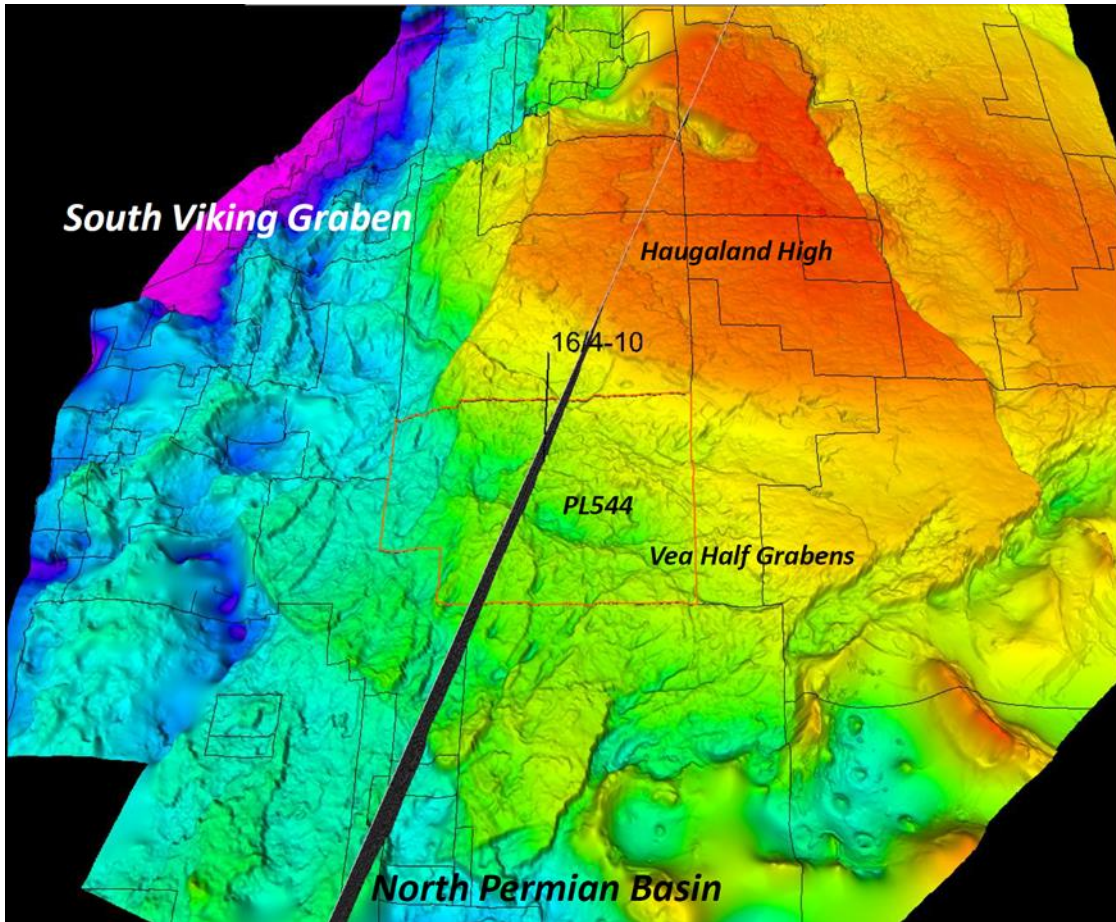 South Viking Graben
Haugaland High
16/4-10
PL544
Vea Half Grabens
North Permian Basin